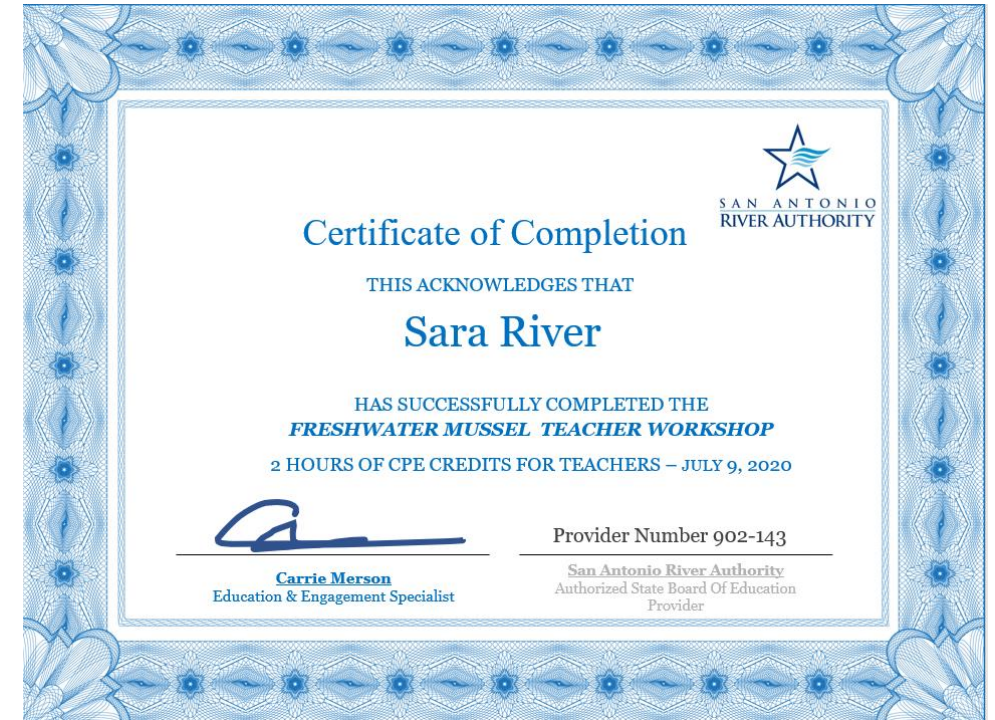 SAN ANTONIO
RIVER AUTHORITY
Certificate of Completion
THIS ACKNOWLEDGES THAT
Sara River
HAS SUCCESSFULLY COMPLETED THE
FRESHWATER MUSSEL TEACHER WORKSHOP
2 HOURS OF CPE CREDITS FOR TEACHERS – JULY 9, 2020
Provider Number 902-143
Carrie Merson
Education & Engagement Specialist
San Antonio River Authority
Authorized State Board Of Education
Provider